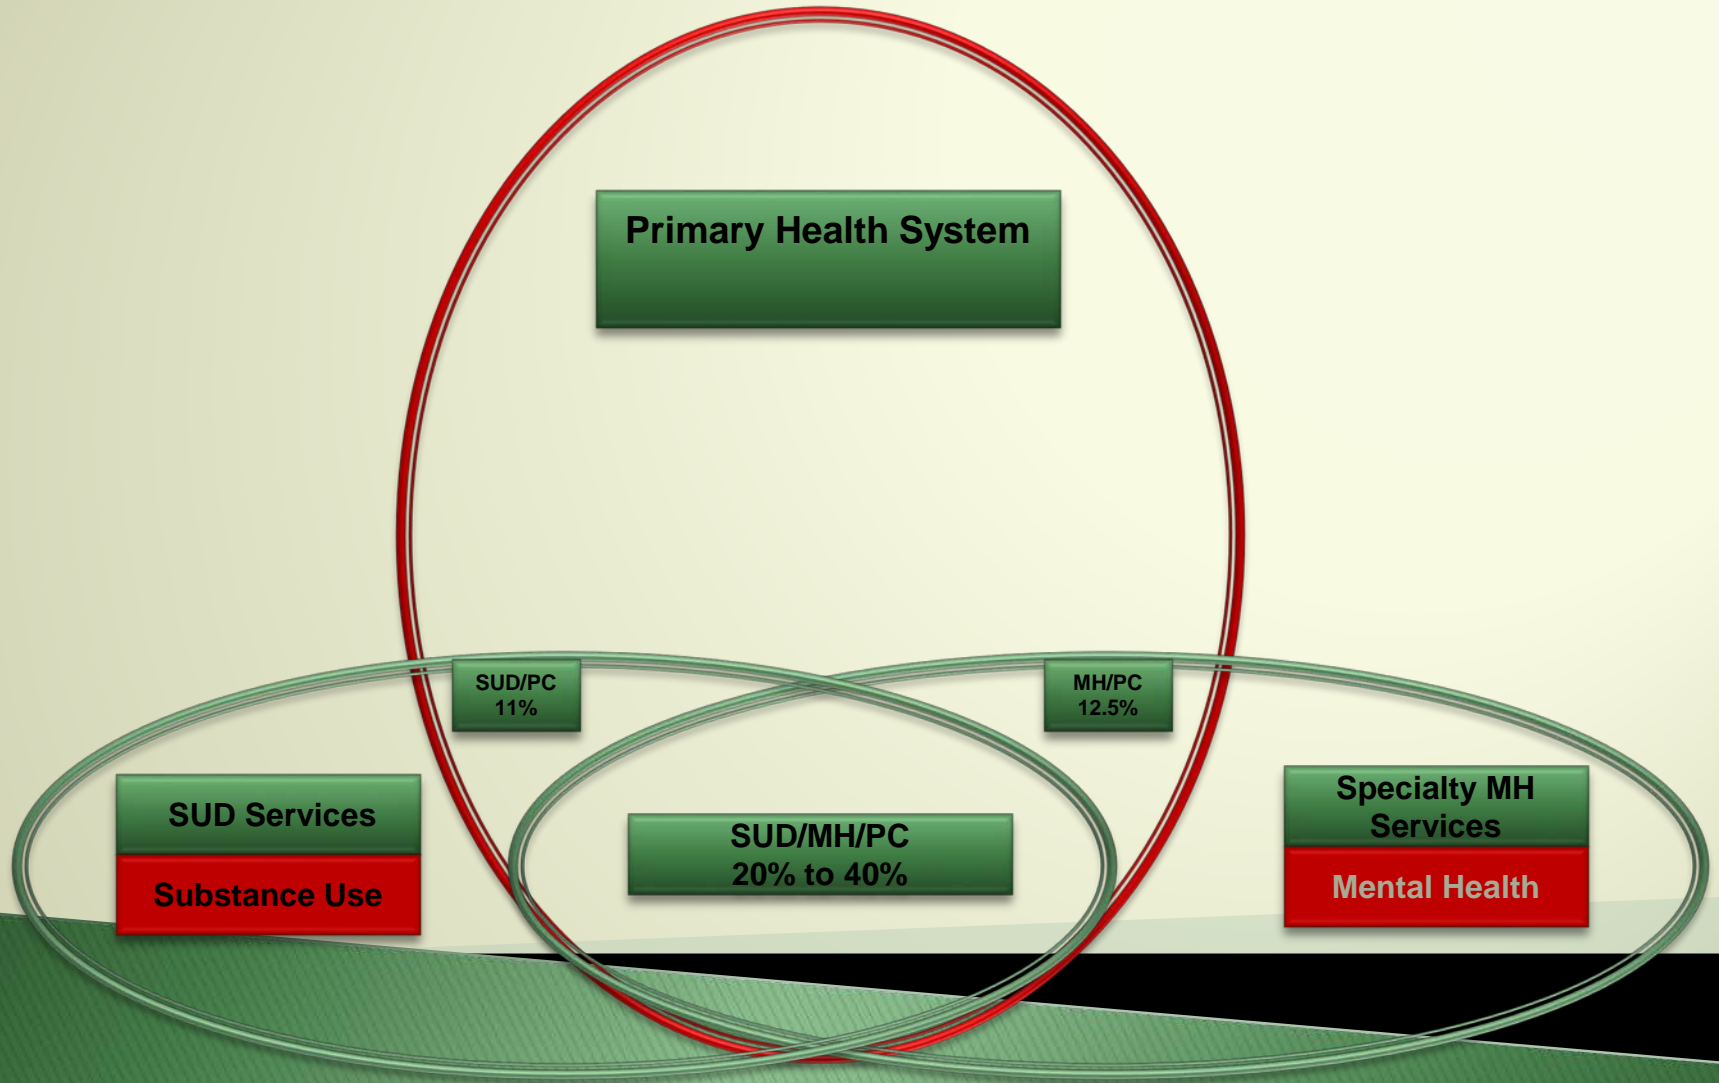 Primary Health System
SUD/PC
11%
MH/PC
12.5%
SUD Services
Substance Use
SUD/MH/PC
20% to 40%
Specialty MH
Services
Mental Health